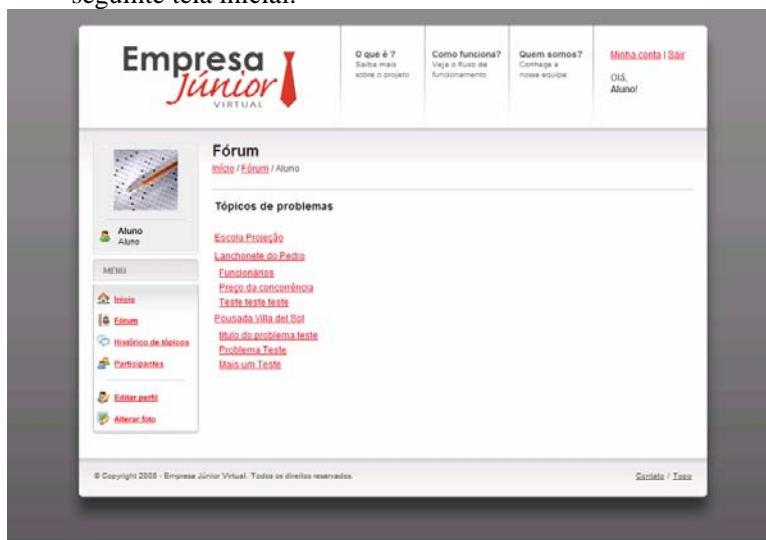 seguinte tela inicial:
Empresa
Júnior
VIRTUAL
O que é ?
Saiba mais
sobre o projeto
Como funciona?
Veja o fluxo de
funcionamento
Quem somos?
Conheça a
nossa equipe
Minha conta | Sair
Olá,
Aluno!
Aluno
Aluno
MENU
Início
Fórum
Histórico de tópicos
Participantes
Editar perfil
Alterar foto
Fórum
Início / Fórum / Aluno
Tópicos de problemas
Escola Projeção
Lanchonete do Pedro
Funcionários
Preço da concorrência
Teste teste teste
Pousada Villa del Sol
titulo do problema teste
Problema Teste
Mais um Teste
© Copyright 2008 - Empresa Júnior Virtual. Todos os direitos reservados.
Contato / Topo